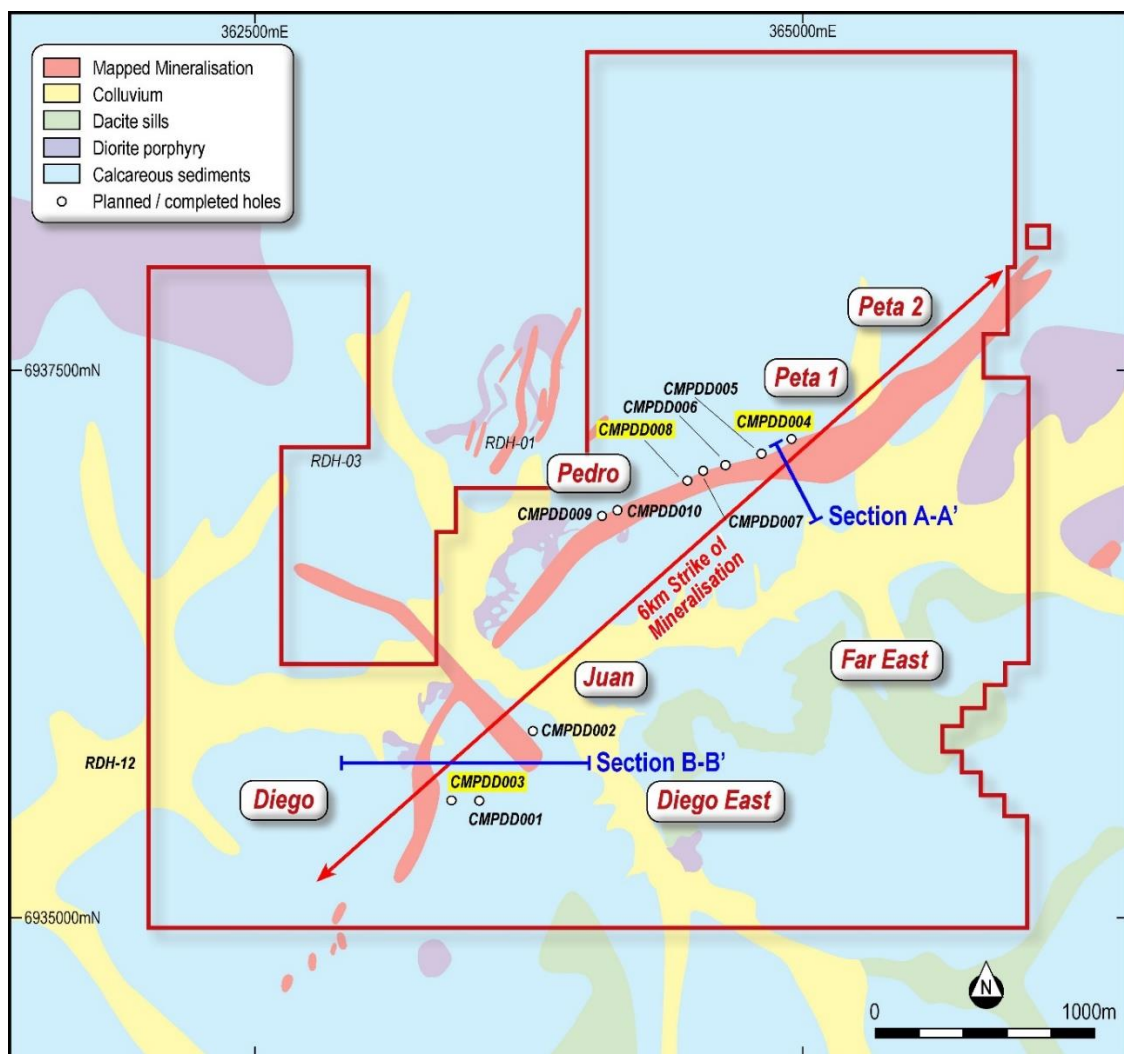 362500mE
365000mE
Mapped Mineralisation
Colluvium
Dacite sills
Diorite porphyry
Calcareous sediments
Planned / completed holes
Peta 2
6937500mN
Peta 1
CMPDD005
CMPDD006
CMPDD004
CMPDD008
RDH-01
RDH-03
Pedro
CMPDD009
CMPDD010
CMPDD007
Section A-A’
6km Strike of
Mineralisation
Far East
Juan
CMPDD002
RDH-12
Section B-B’
CMPDD003
Diego
Diego East
CMPDD001
6935000mN
N
0
1000m